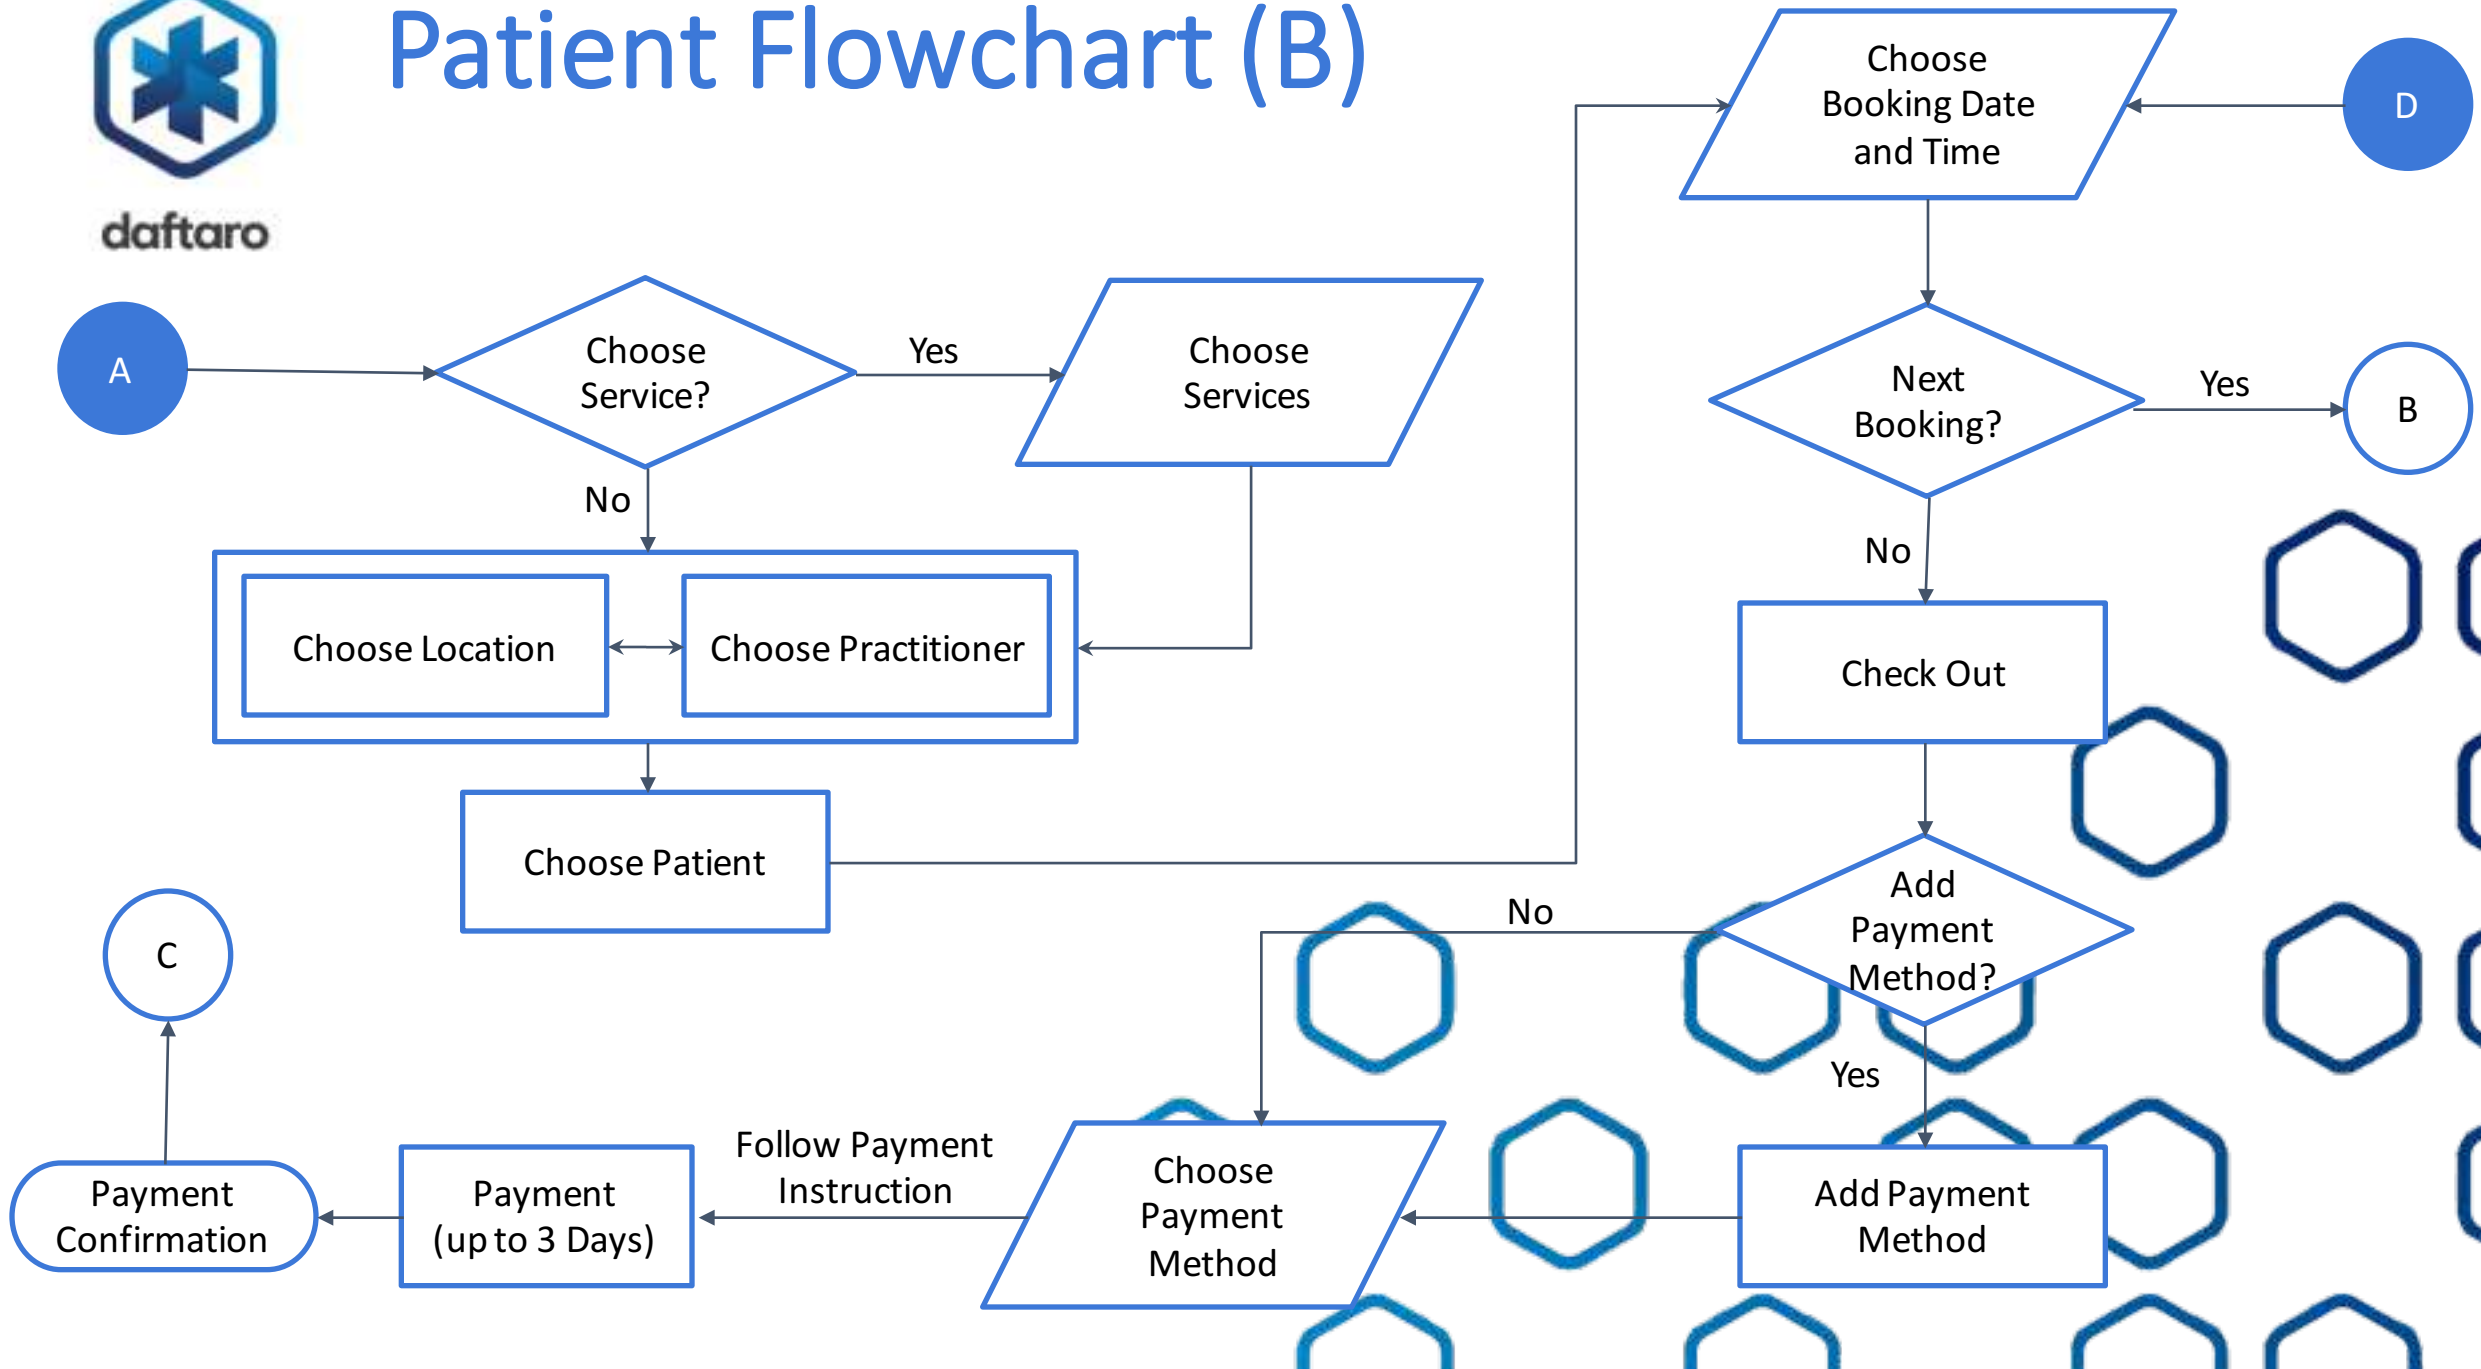 Patient Flowchart (B)
daftaro
A
Choose
Service?
Yes
Choose
Services
No
Choose Location
Choose Practitioner
Choose Patient
Choose
Booking Date
and Time
D
Next
Booking?
Yes
B
No
Check Out
Add
Payment
Method?
No
Yes
Add Payment
Method
Choose
Payment
Method
Follow Payment
Instruction
Payment
(up to 3 Days)
Payment
Confirmation
C